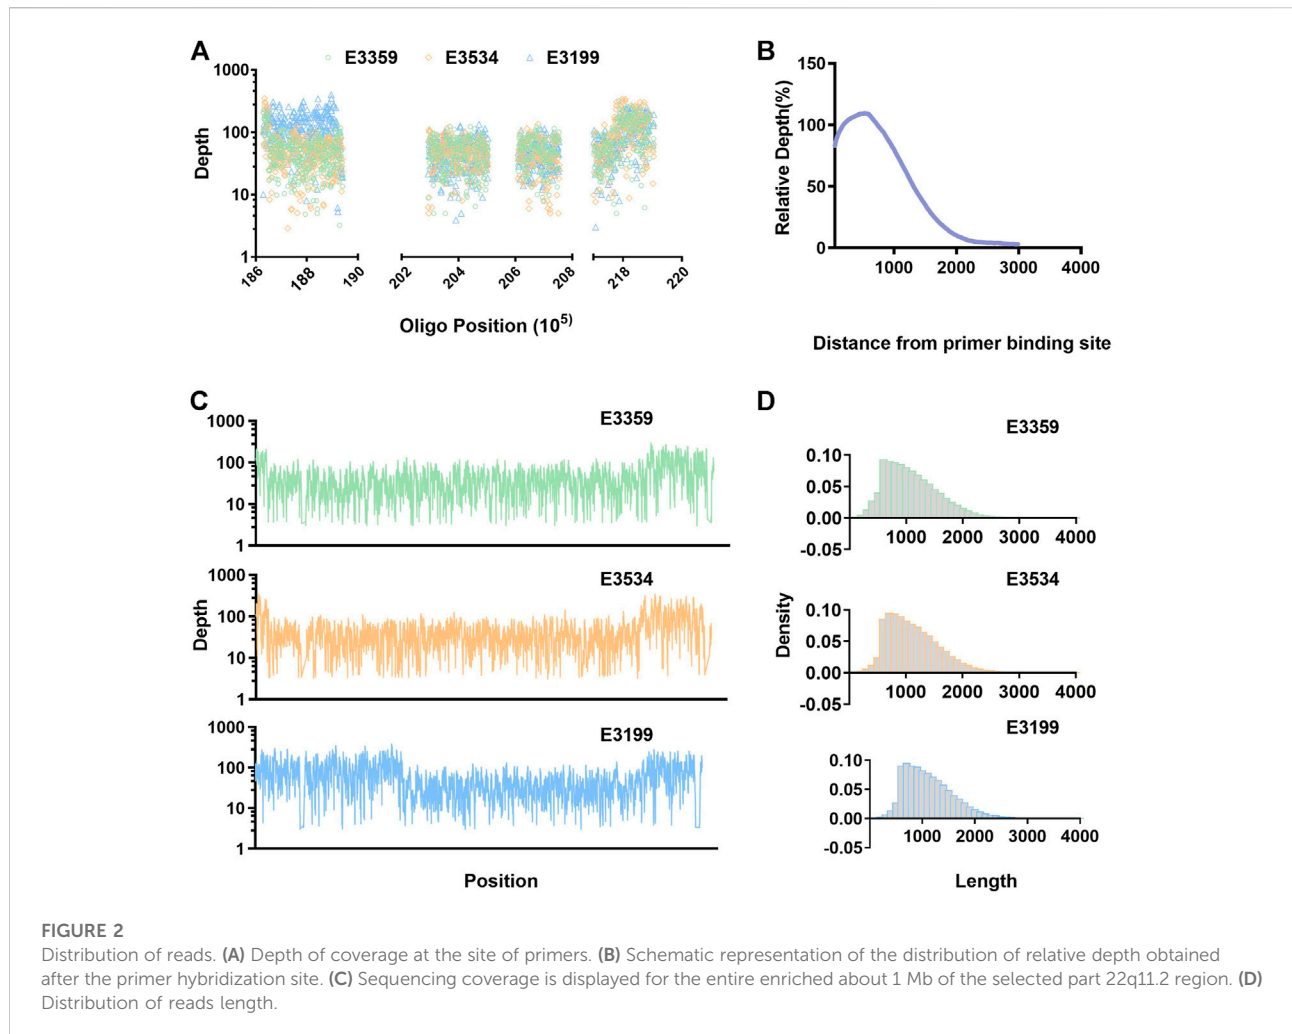 A
E3359 E3534 E3199
1000
100
10
1
Depth
186 188 190 202 204 206 208 218 220
Oligo Position (10⁵⁾
B
150
100
50
0
Relative Depth(%)
1000 2000 3000 4000
Distance from primer binding site
C
E3359
1000
100
10
1
E3534
1000
100
10
1
Depth
E3199
1000
100
10
1
Position
D
E3359
0.10
0.05
0.00
-0.05
1000 2000 3000 4000
E3534
0.10
0.05
0.00
-0.05
1000 2000 3000 4000
Density
E3199
0.10
0.05
0.00
-0.05
1000 2000 3000 4000
Length
FIGURE 2
Distribution of reads. (A) Depth of coverage at the site of primers. (B) Schematic representation of the distribution of relative depth obtained
after the primer hybridization site. (C) Sequencing coverage is displayed for the entire enriched about 1 Mb of the selected part 22q11.2 region. (D)
Distribution of reads length.